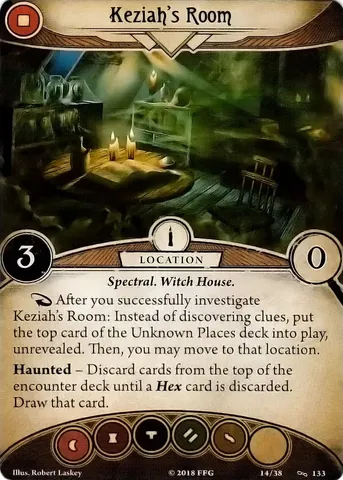 Keziah's Room
3
LOCATION
0
Spectral. Witch House.
After you successfully investigate
Keziah's Room: Instead of discovering clues, put
the top card of the Unknown Places deck into play,
unrevealed. Then, you may move to that location.
Haunted – Discard cards from the top of the
encounter deck until a Hex card is discarded.
Draw that card.
Illus. Robert Laskey
© 2018 FFG
14/38
133